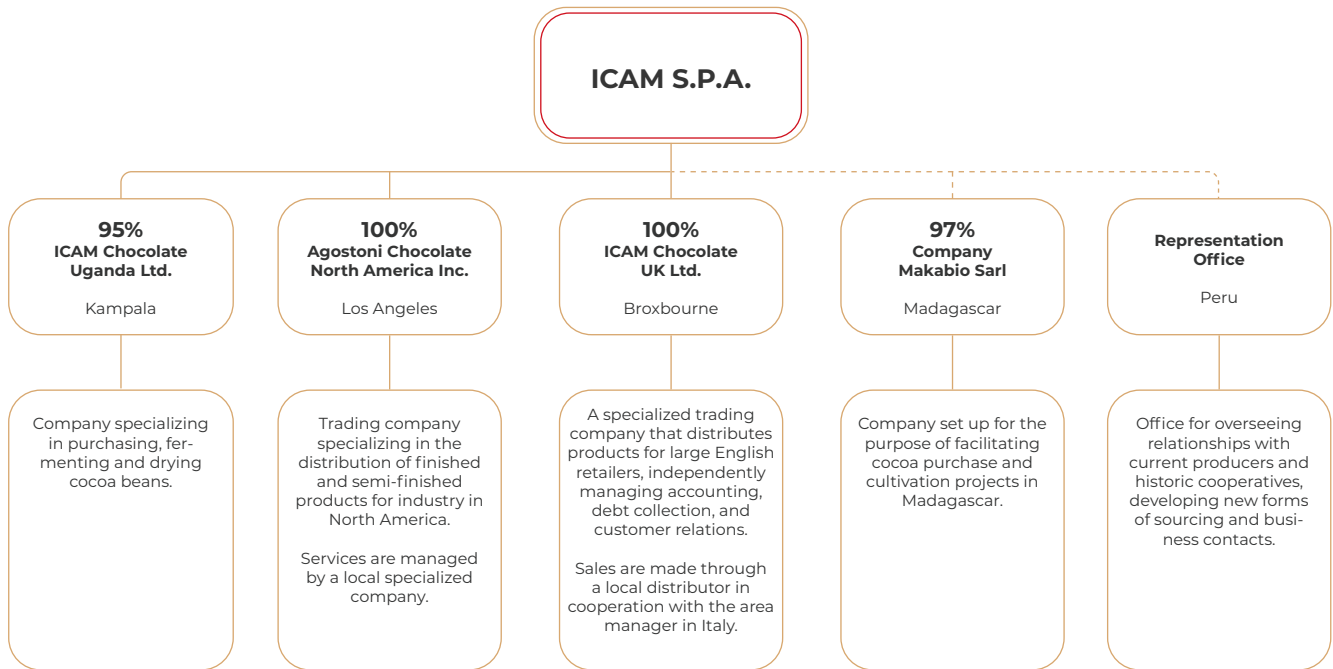 ICAM S.P.A.
95%
ICAM Chocolate
Uganda Ltd.
Kampala
100%
Agostoni Chocolate
North America Inc.
Los Angeles
100%
ICAM Chocolate
UK Ltd.
Broxbourne
97%
Company
Makabio Sarl
Madagascar
Representation
Office
Peru
Company specializing
in purchasing, fer-
menting and drying
cocoa beans.
Trading company
specializing in the
distribution of finished
and semi-finished
products for industry in
North America.
Services are managed
by a local specialized
company.
A specialized trading
company that distributes
products for large English
retailers, independently
managing accounting,
debt collection, and
customer relations.
Sales are made through
a local distributor in
cooperation with the area
manager in Italy.
Company set up for the
purpose of facilitating
cocoa purchase and
cultivation projects in
Madagascar.
Office for overseeing
relationships with
current producers and
historic cooperatives,
developing new forms
of sourcing and busi-
ness contacts.